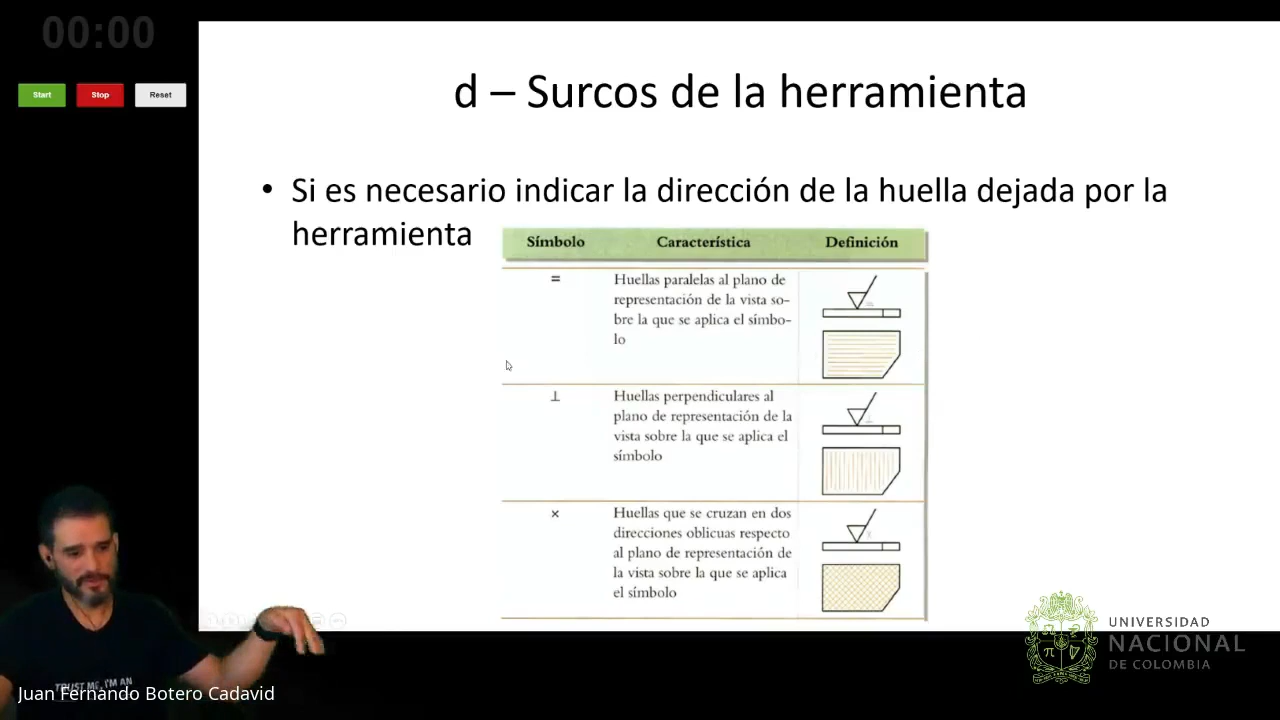 00:00
Start Stop Reset
d – Surcos de la herramienta
• Si es necesario indicar la dirección de la huella dejada por la
herramienta
Símbolo Característica Definición
=
Huellas paralelas al plano de
representación de la vista so-
bre la que se aplica el símbo-
lo
⊥
Huellas perpendiculares al
plano de representación de la
vista sobre la que se aplica el
símbolo
×
Huellas que se cruzan en dos
direcciones oblicuas respecto
al plano de representación de
la vista sobre la que se aplica
el símbolo
TRUST ME, I'M AN
Juan Fernando Botero Cadavid
UNIVERSIDAD
NACIONAL
DE COLOMBIA